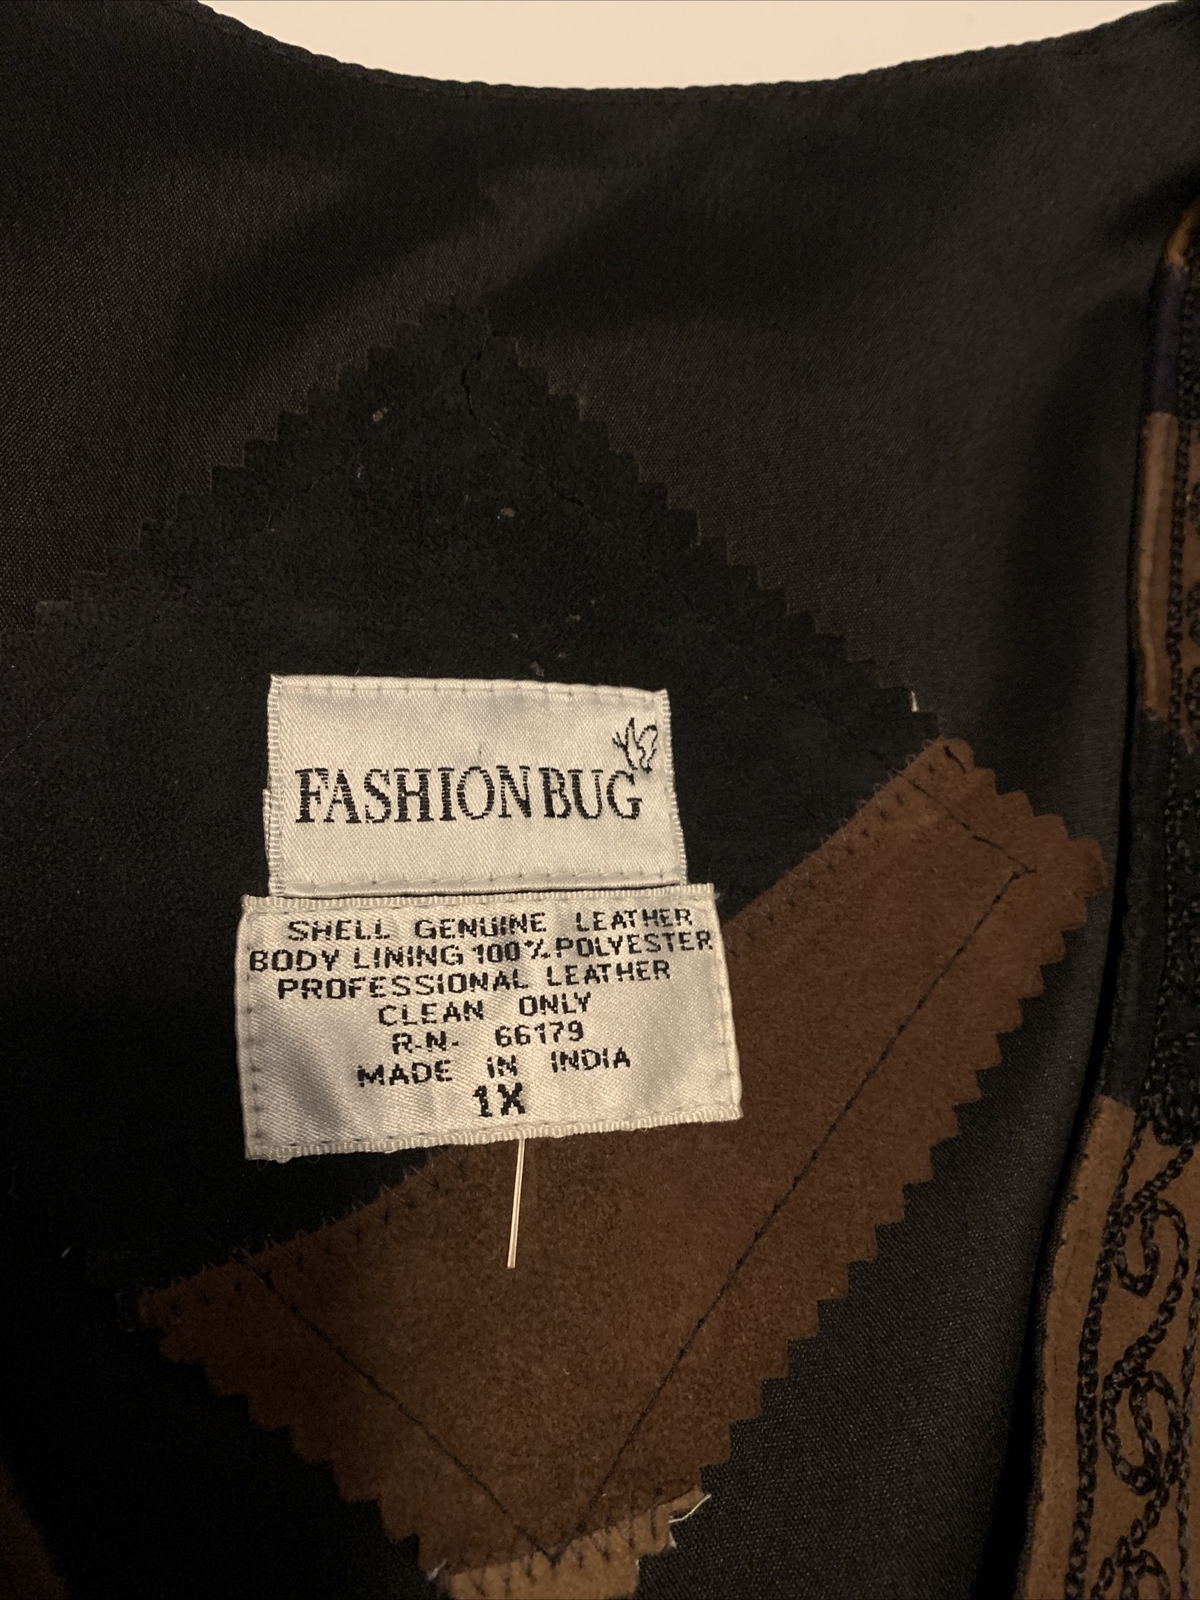 FASHION BUG
SHELL GENUINE LEATHER
BODY LINING 100% POLYESTER
PROFESSIONAL LEATHER
CLEAN ONLY
R.N. 66179
MADE IN INDIA
1X